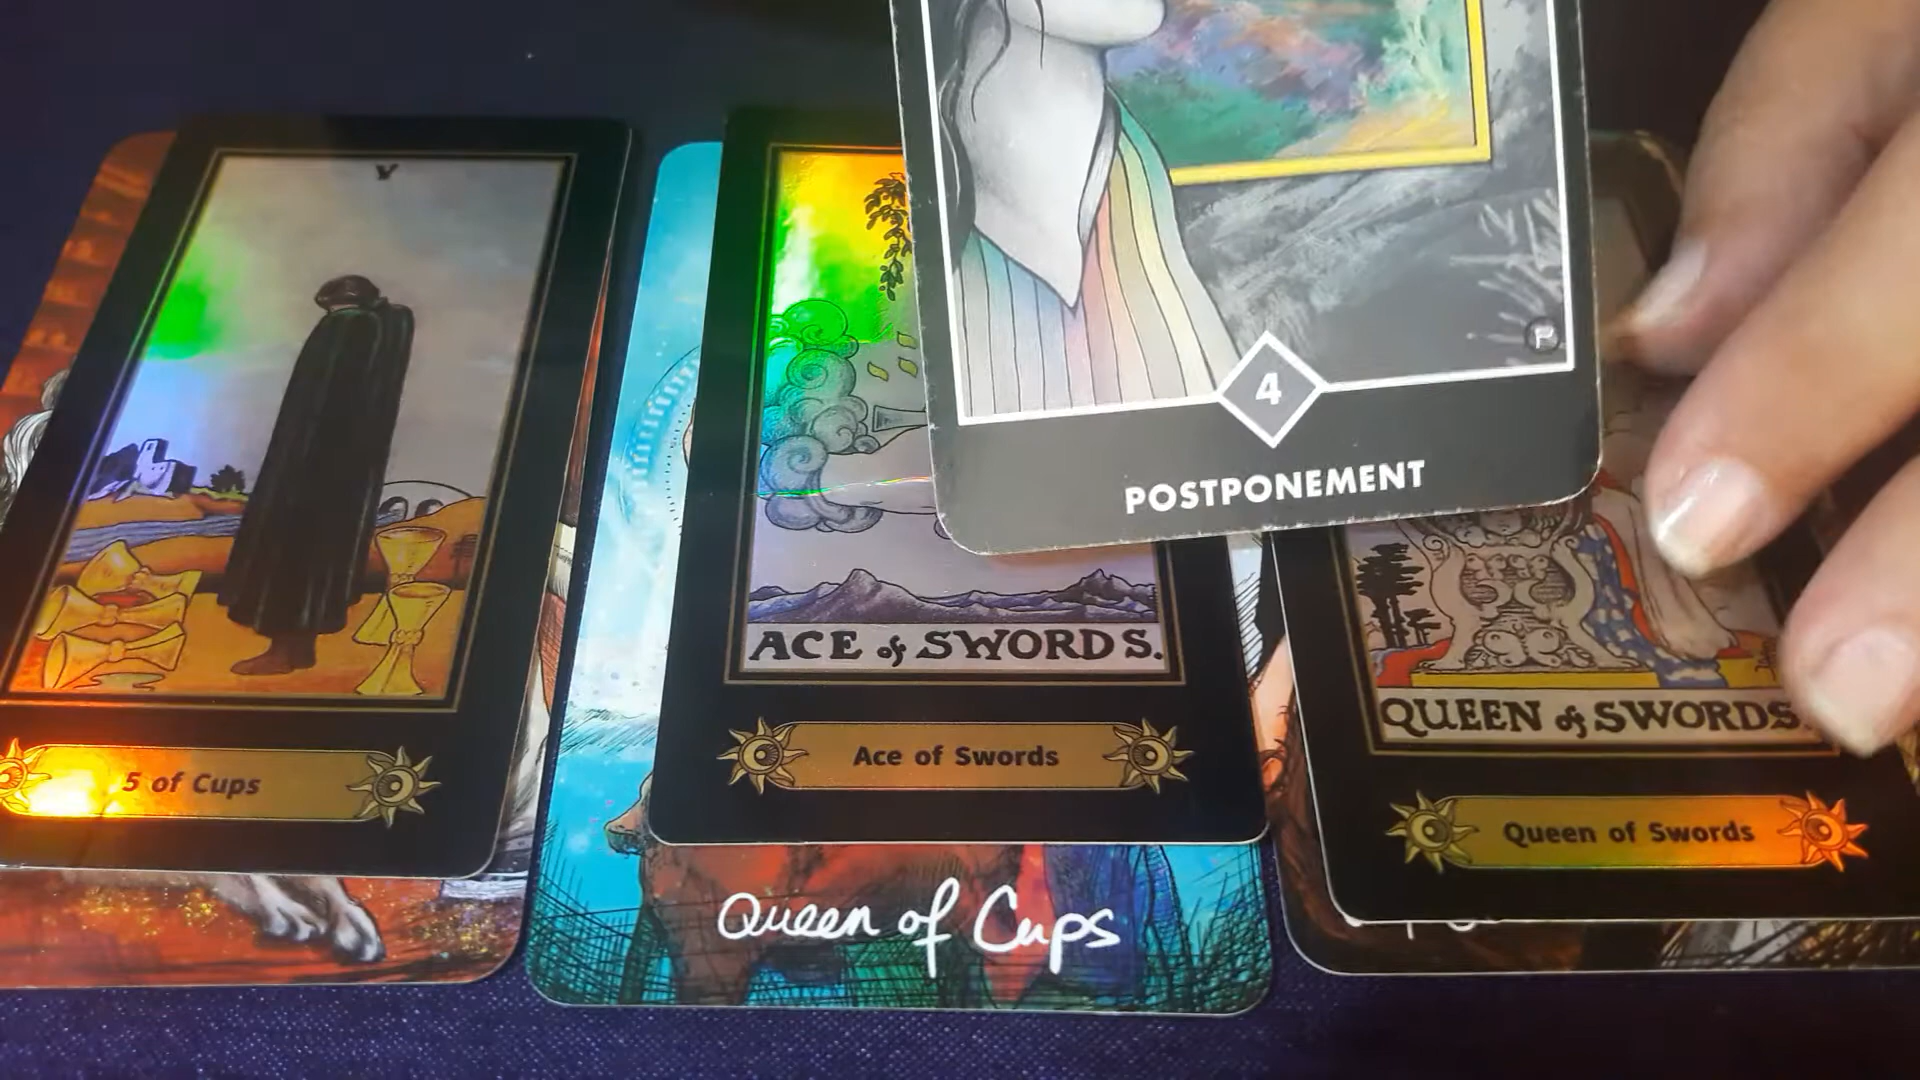 V
4
P
POSTPONEMENT
ACE of SWORDS.
QUEEN of SWORDS.
5 of Cups
Ace of Swords
Queen of Swords
Queen of Cups